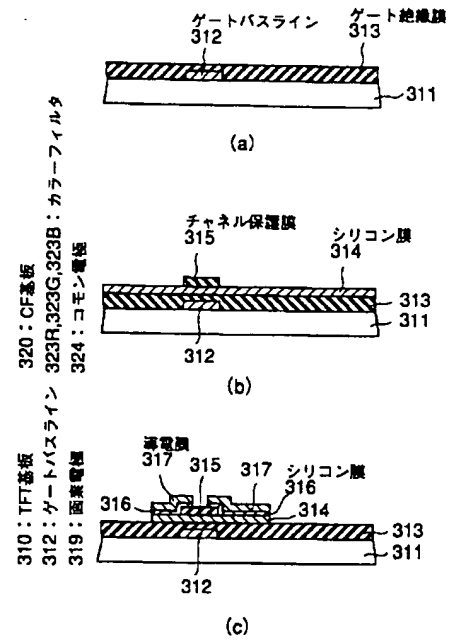 ゲートバスライン
312
ゲート絶縁膜
313
311
(a)
チャネル保護膜
315
シリコン膜
314
313
311
312
(b)
導電膜
317
315
317
シリコン膜
316
316
314
313
311
312
(c)
310：TFT基板
312：ゲートバスライン
319：画素電極
320：CF基板
323R,323G,323B：カラーフィルタ
324：コモン電極